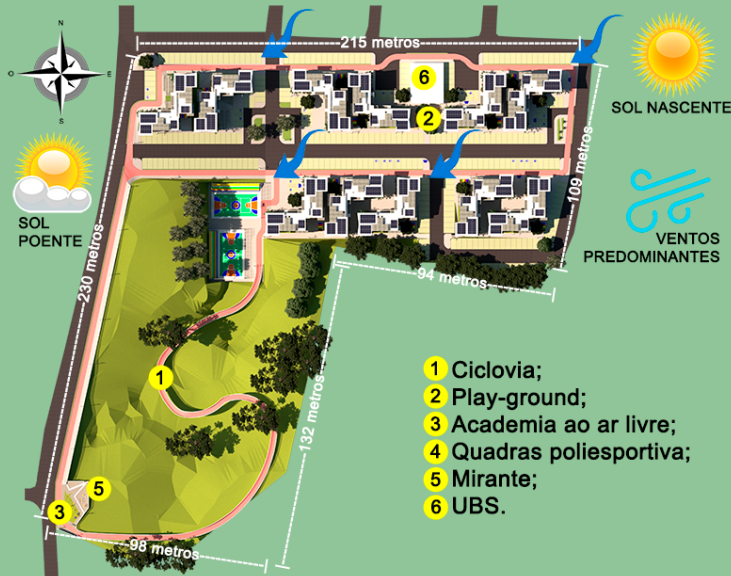 215 metros
N
O
E
S
6
SOL NASCENTE
2
109 metros
SOL
POENTE
VENTOS
PREDOMINANTES
230 metros
94 metros
1
132 metros
1 Ciclovia;
2 Play-ground;
3 Academia ao ar livre;
4 Quadras poliesportiva;
5 Mirante;
6 UBS.
5
3
98 metros